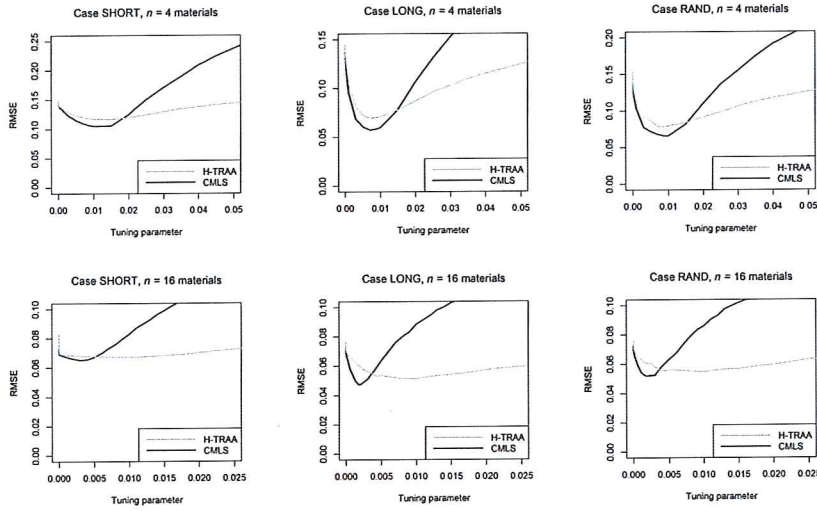 Case SHORT, n = 4 materials
RMSE
0.00 0.05 0.10 0.15 0.20 0.25
H-TRAA
CMLS
0.00 0.01 0.02 0.03 0.04 0.05
Tuning parameter
Case LONG, n = 4 materials
RMSE
0.00 0.05 0.10 0.15
H-TRAA
CMLS
0.00 0.01 0.02 0.03 0.04 0.05
Tuning parameter
Case RAND, n = 4 materials
RMSE
0.00 0.05 0.10 0.15 0.20
H-TRAA
CMLS
0.00 0.01 0.02 0.03 0.04 0.05
Tuning parameter
Case SHORT, n = 16 materials
RMSE
0.00 0.02 0.04 0.06 0.08 0.10
H-TRAA
CMLS
0.000 0.005 0.010 0.015 0.020 0.025
Tuning parameter
Case LONG, n = 16 materials
RMSE
0.00 0.02 0.04 0.06 0.08 0.10
H-TRAA
CMLS
0.000 0.005 0.010 0.015 0.020 0.025
Tuning parameter
Case RAND, n = 16 materials
RMSE
0.00 0.02 0.04 0.06 0.08 0.10
H-TRAA
CMLS
0.000 0.005 0.010 0.015 0.020 0.025
Tuning parameter